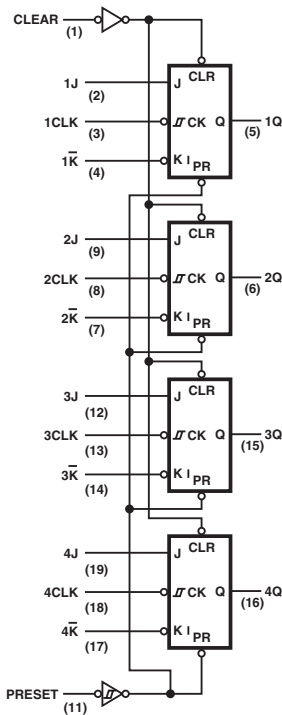 CLEAR
(1)
CLR
1J
(2)
J
1CLK
(3)
CK
Q
1Q
(5)
1K̅
(4)
K
I
PR
CLR
2J
(9)
J
2CLK
(8)
CK
Q
2Q
(6)
2K̅
(7)
K
I
PR
CLR
3J
(12)
J
3CLK
(13)
CK
Q
3Q
(15)
3K̅
(14)
K
I
PR
CLR
4J
(19)
J
4CLK
(18)
CK
Q
4Q
(16)
4K̅
(17)
K
I
PR
PRESET
(11)